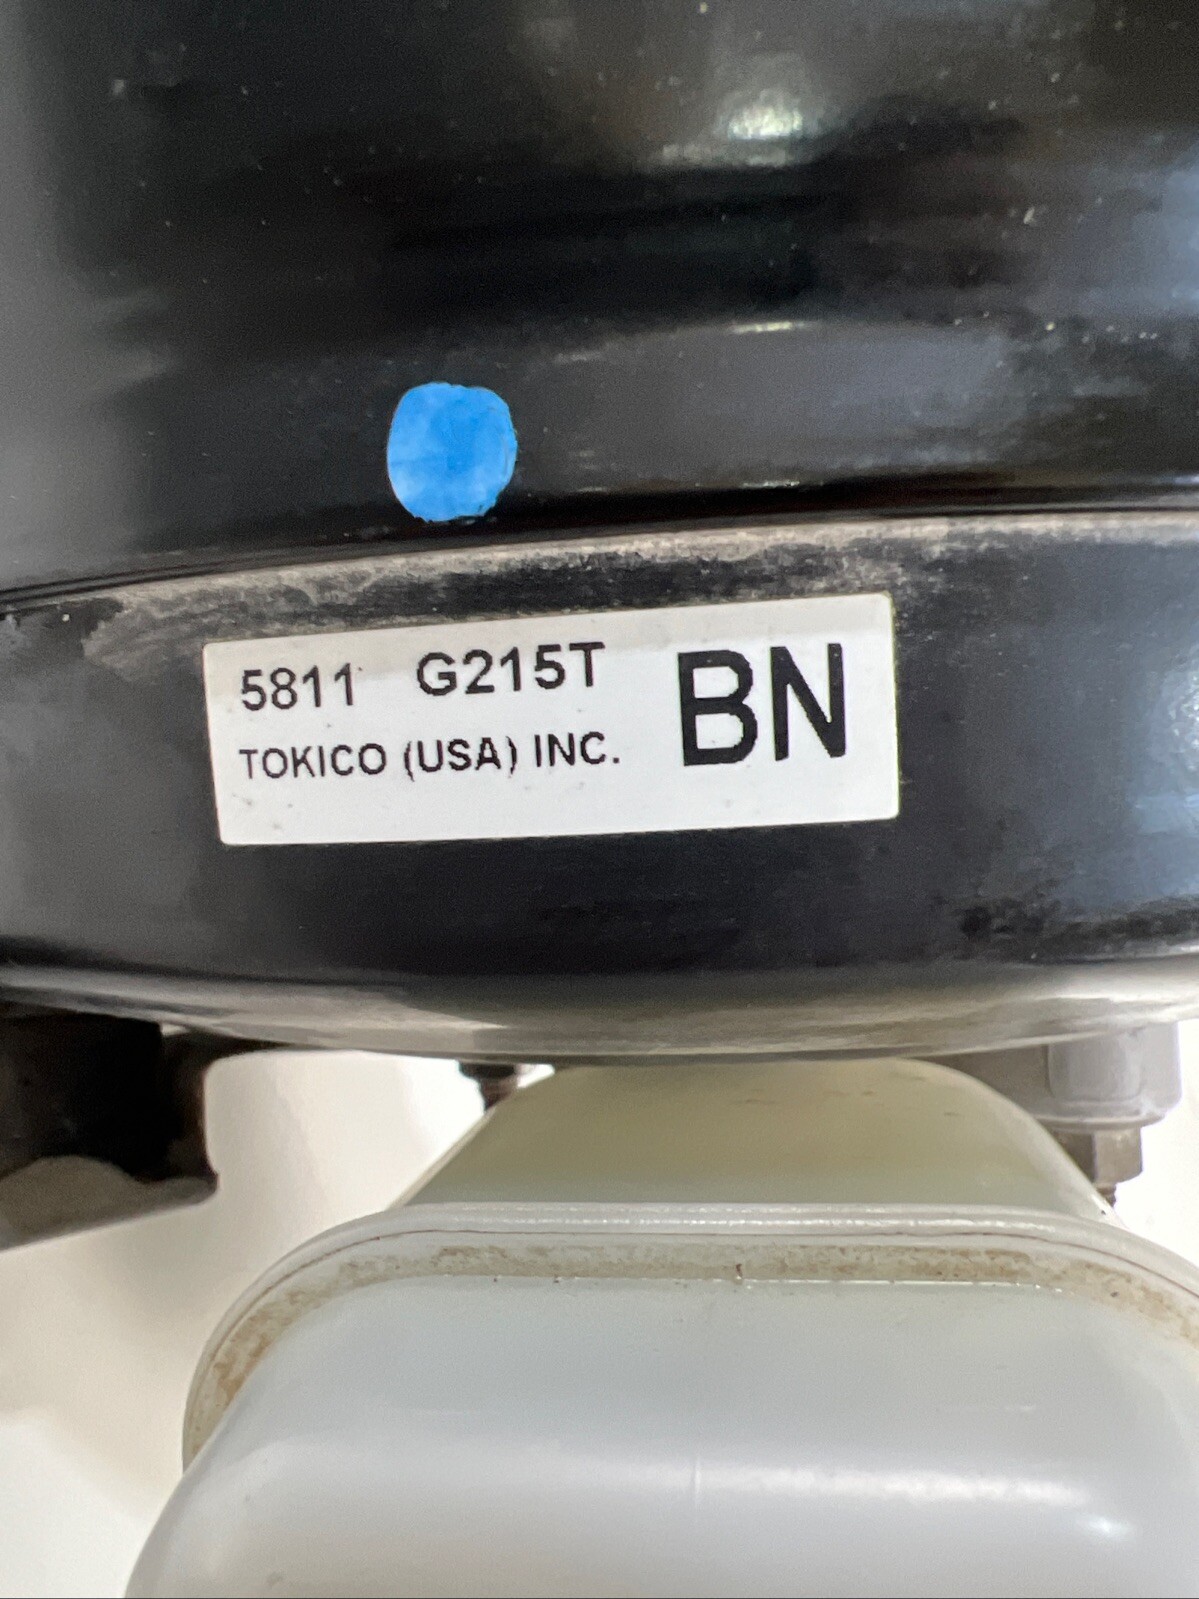 5811 G215T BN
TOKICO (USA) INC.